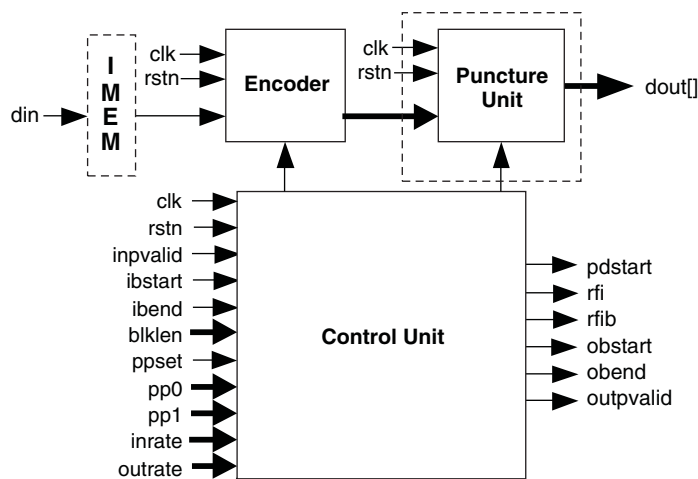 din
I
M
E
M
clk
rstn
Encoder
clk
rstn
Puncture
Unit
dout[]
clk
rstn
inpvalid
ibstart
ibend
blklen
ppset
pp0
pp1
inrate
outrate
Control Unit
pdstart
rfi
rfib
obstart
obend
outpvalid